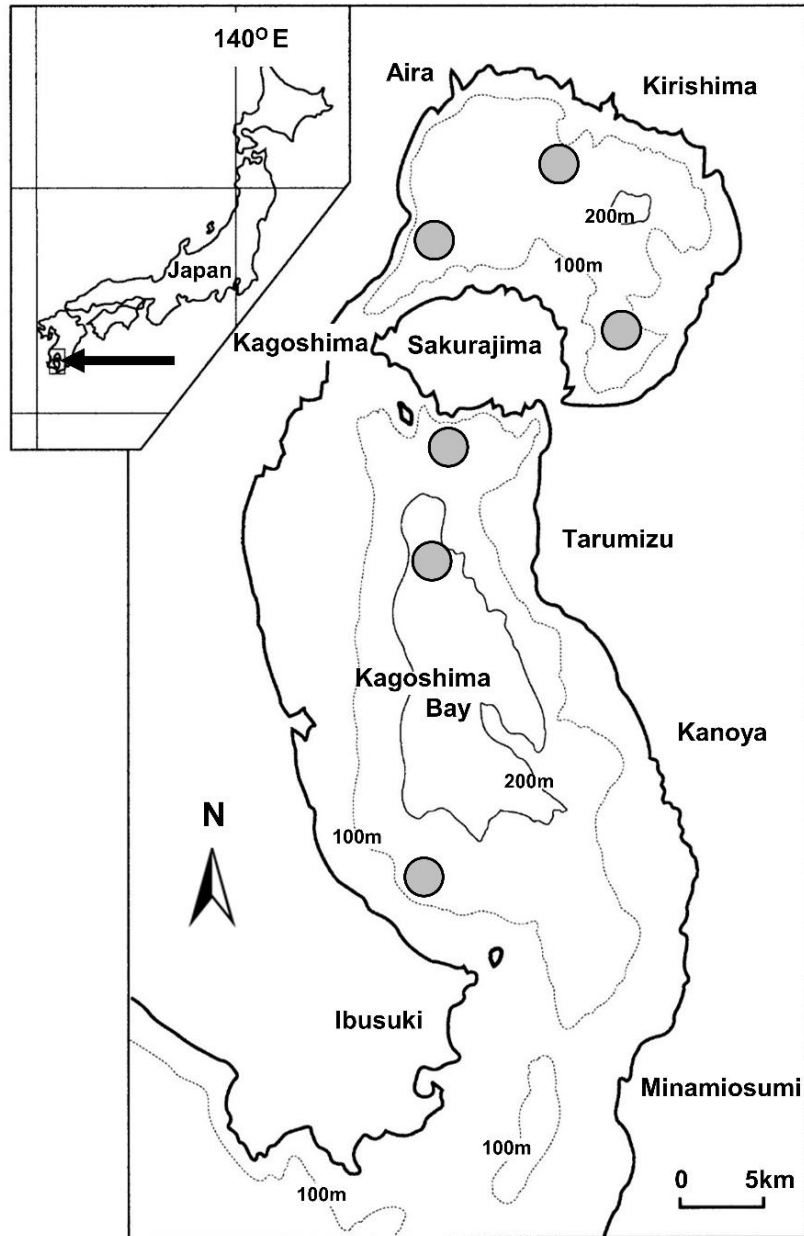 140° E
Japan
Aira
Kirishima
200m
100m
Kagoshima
Sakurajima
Tarumizu
Kagoshima
Bay
Kanoya
200m
N
100m
Ibusuki
Minamiosumi
100m
100m
0 5km